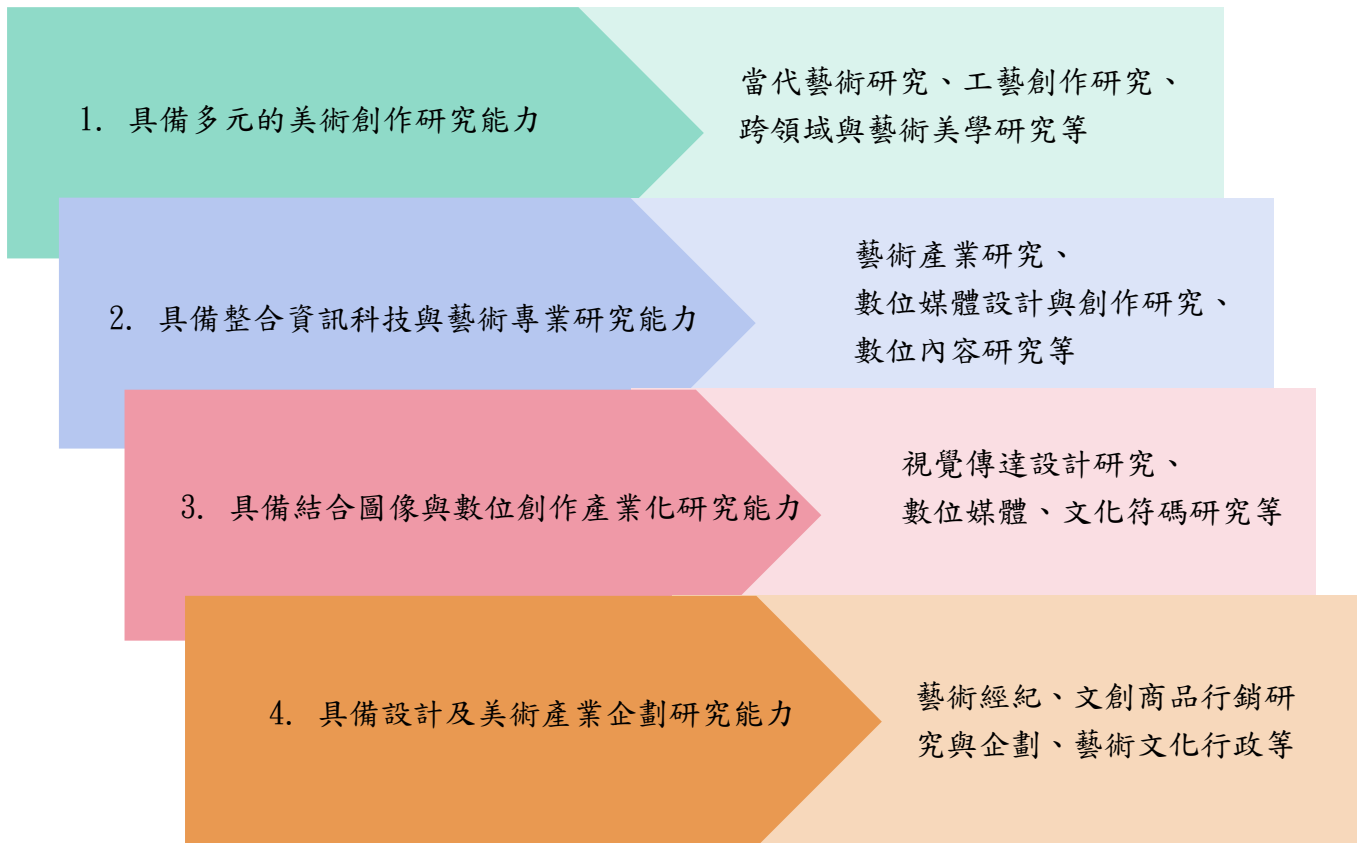 1. 具備多元的美術創作研究能力
當代藝術研究、工藝創作研究、
跨領域與藝術美學研究等
2. 具備整合資訊科技與藝術專業研究能力
藝術產業研究、
數位媒體設計與創作研究、
數位內容研究等
3. 具備結合圖像與數位創作產業化研究能力
視覺傳達設計研究、
數位媒體、文化符碼研究等
4. 具備設計及美術產業企劃研究能力
藝術經紀、文創商品行銷研
究與企劃、藝術文化行政等